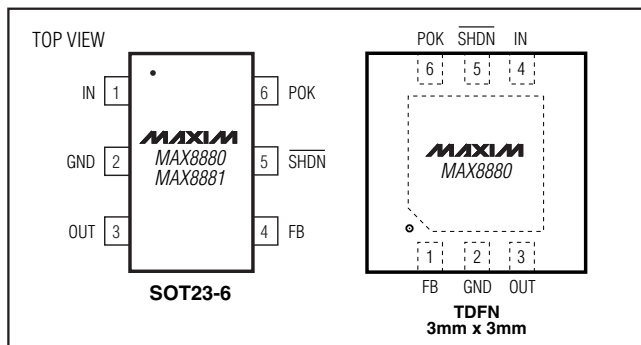 TOP VIEW
IN 1
6 POK
MAXIM
MAX8880
MAX8881
GND 2
5 SHDN
OUT 3
4 FB
SOT23-6
POK SHDN IN
6 5 4
MAXIM
MAX8880
1 2 3
FB GND OUT
TDFN
3mm x 3mm